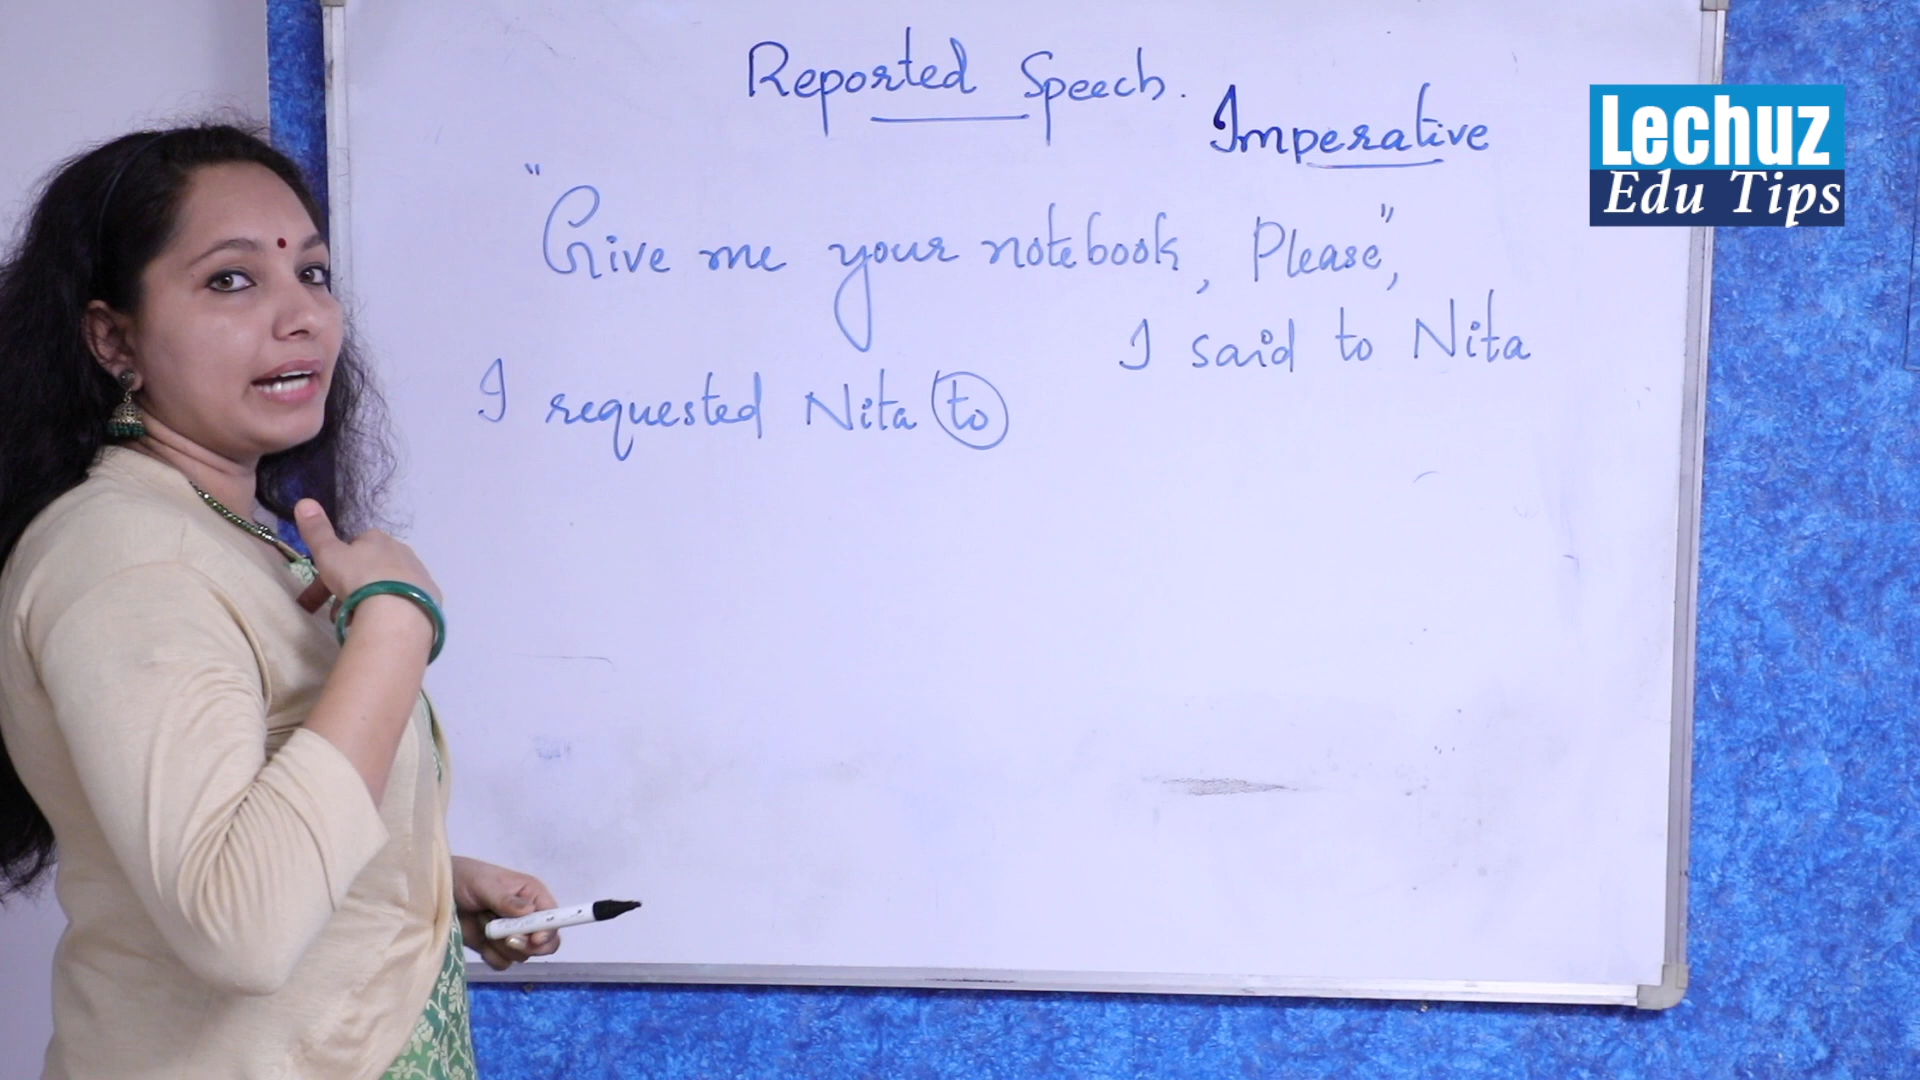 Reported Speech.
Imperative
"Give me your notebook, Please",
I said to Nita
I requested Nita to
Lechuz
Edu Tips